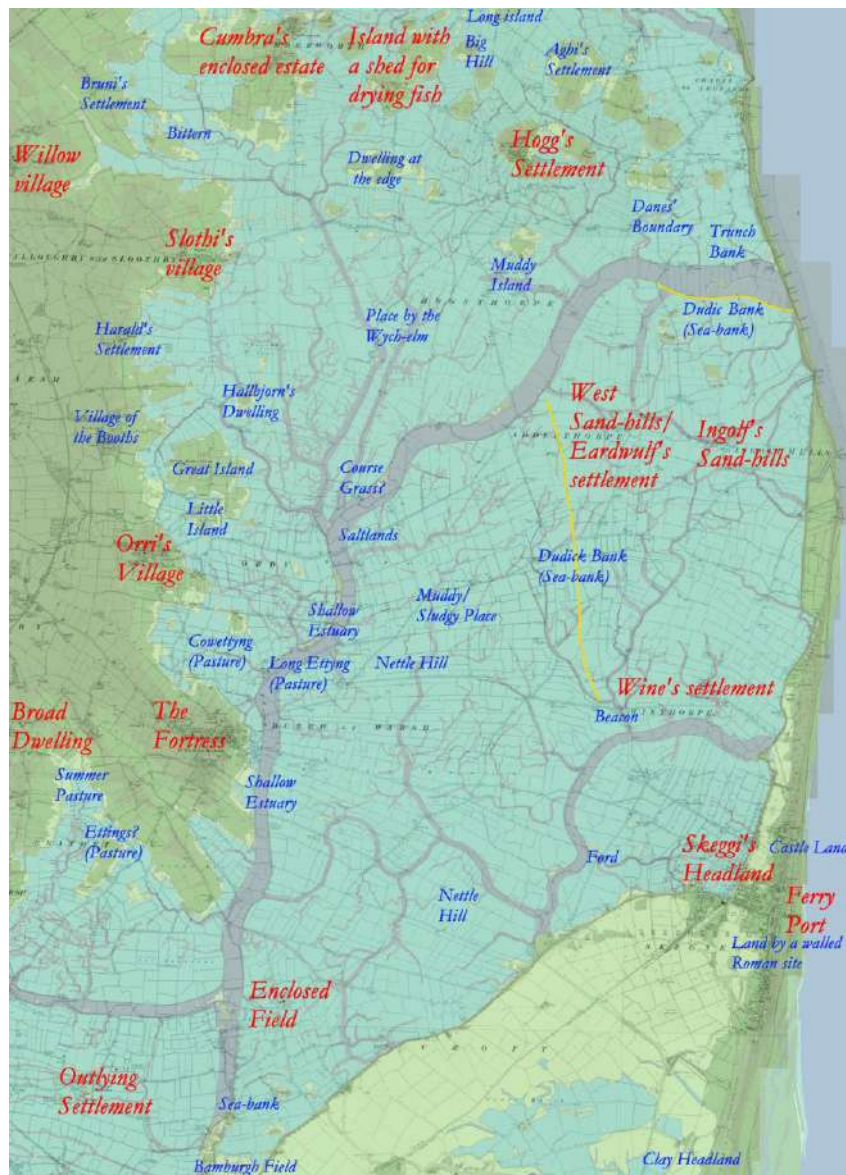 Long island
Cumbra's
enclosed estate
Island with
a shed for
drying fish
Big
Hill
Aghi's
Settlement
Bruni's
Settlement
Bittern
Willow
village
Dwelling at
the edge
Hogg's
Settlement
Danes'
Boundary
Trunch
Bank
Slothi's
village
Muddy
Island
Dudic Bank
(Sea-bank)
Harald's
Settlement
Place by the
Wych-elm
Hallbjorn's
Dwelling
West
Sand-hills/
Eardwulf's
settlement
Ingolf's
Sand-hills
Village of
the Booths
Great Island
Course
Grass?
Little
Island
Saltlands
Orri's
Village
Dudick Bank
(Sea-bank)
Shallow
Estuary
Muddy/
Sludgy Place
Cowettyng
(Pasture)
Long Ettyng
(Pasture)
Nettle Hill
Wine's settlement
Beacon
WINTHORPE
Broad
Dwelling
The
Fortress
BURGH LE MARSH
Summer
Pasture
Shallow
Estuary
Ettings?
(Pasture)
Ford
Skeggi's
Headland
Castle Land
Nettle
Hill
Ferry
Port
Land by a walled
Roman site
Enclosed
Field
CROFT
Outlying
Settlement
Sea-bank
Bamburgh Field
Clay Headland